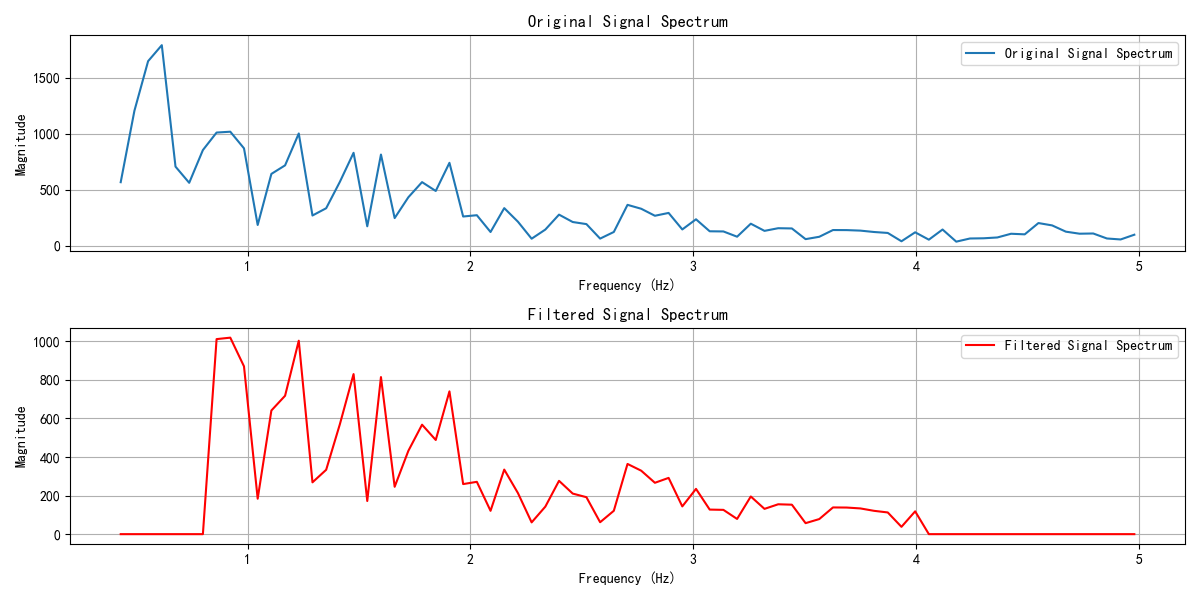 Original Signal Spectrum
Original Signal Spectrum
Magnitude
1500
1000
500
0
1 2 3 4 5
Frequency (Hz)
Filtered Signal Spectrum
Filtered Signal Spectrum
Magnitude
1000
800
600
400
200
0
1 2 3 4 5
Frequency (Hz)